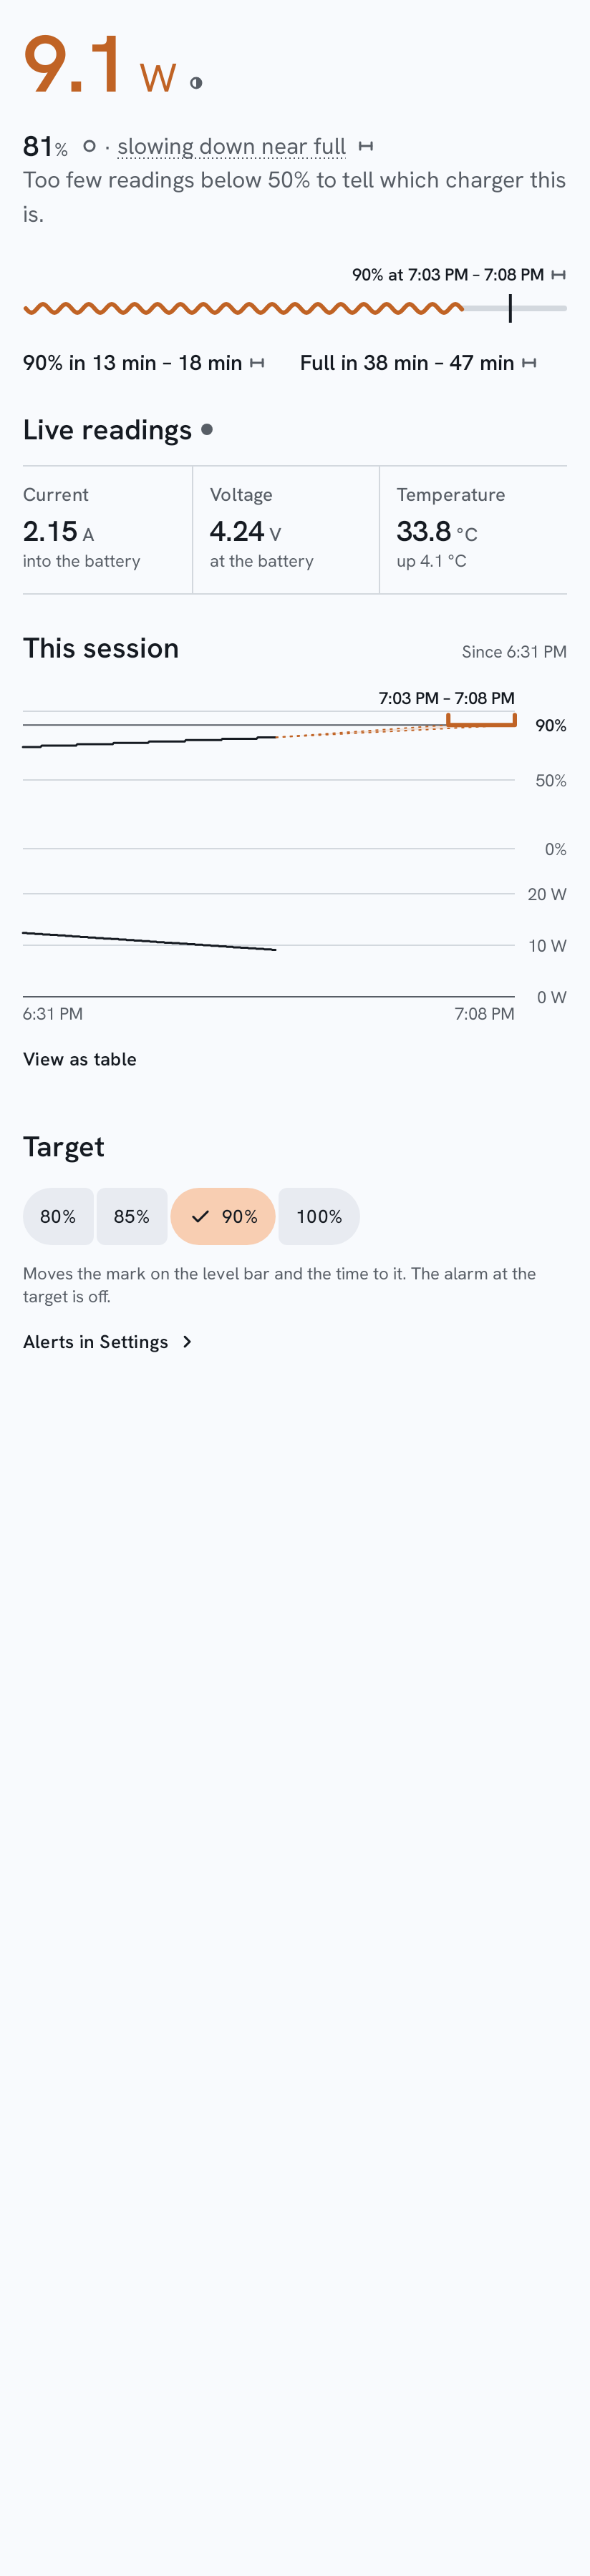 9.1 W
81% · slowing down near full
Too few readings below 50% to tell which charger this
is.
90% at 7:03 PM – 7:08 PM
90% in 13 min – 18 min
Full in 38 min – 47 min
Live readings
Current
2.15 A
into the battery
Voltage
4.24 V
at the battery
Temperature
33.8 °C
up 4.1 °C
This session
Since 6:31 PM
7:03 PM – 7:08 PM
90%
50%
0%
20 W
10 W
0 W
6:31 PM
7:08 PM
View as table
Target
80%
85%
90%
100%
Moves the mark on the level bar and the time to it. The alarm at the
target is off.
Alerts in Settings